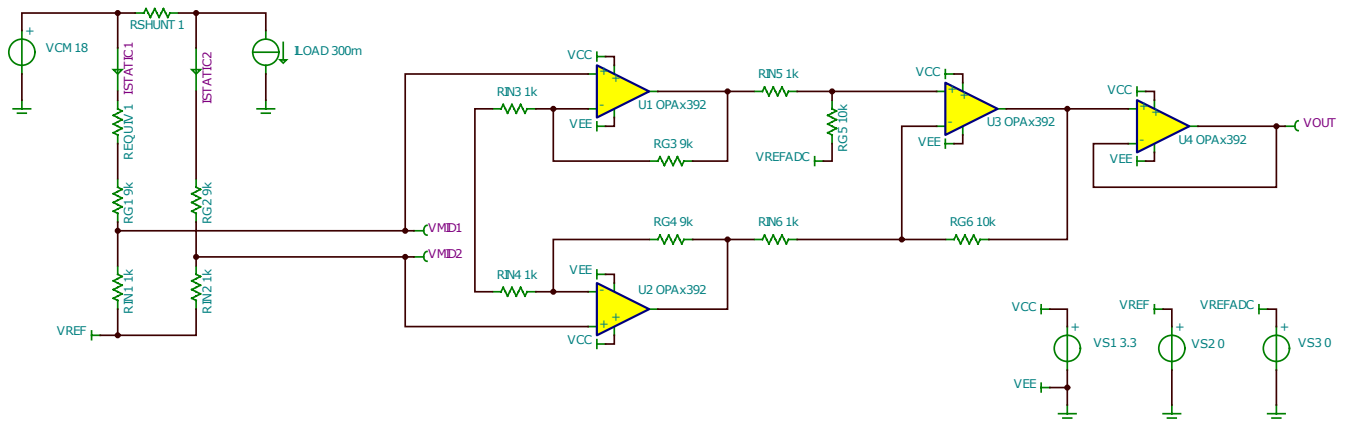 RSHUNT 1
VCM 18
ISTATIC1
ISTATIC2
ILOAD 300m
REQUIV 1
RG1 9k
RG2 9k
RIN1 1k
RIN2 1k
VREF
VMID1
VMID2
RIN3 1k
VCC
U1 OPAx392
VEE
RG3 9k
RIN5 1k
RG5 10k
VREFADC
VCC
U3 OPAx392
VEE
VCC
U4 OPAx392
VEE
VOUT
RG4 9k
RIN6 1k
RG6 10k
RIN4 1k
VEE
U2 OPAx392
VCC
VCC
VS1 3.3
VEE
VREF
VS2 0
VREFADC
VS3 0